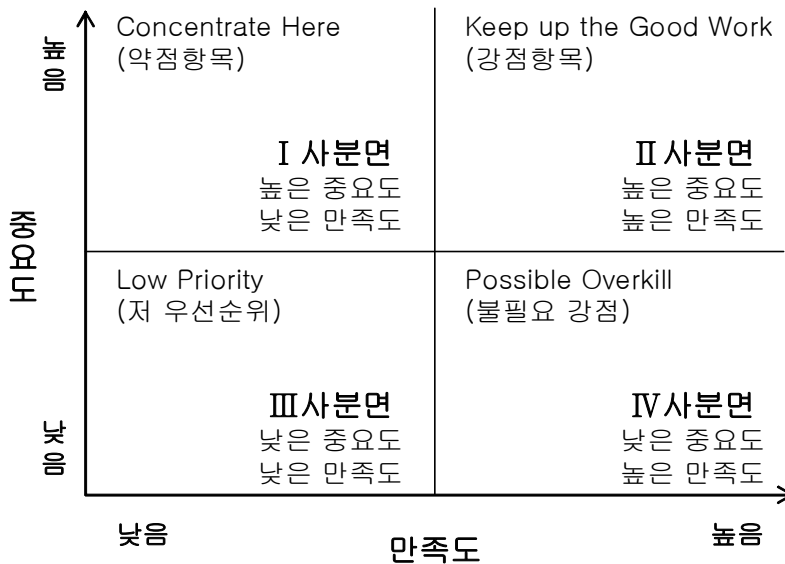 높음
중요도
낮음
Concentrate Here
(약점항목)
Ⅰ 사분면
높은 중요도
낮은 만족도
Keep up the Good Work
(강점항목)
Ⅱ사분면
높은 중요도
높은 만족도
Low Priority
(저 우선순위)
Ⅲ사분면
낮은 중요도
낮은 만족도
Possible Overkill
(불필요 강점)
Ⅳ사분면
낮은 중요도
높은 만족도
낮음
만족도
높음